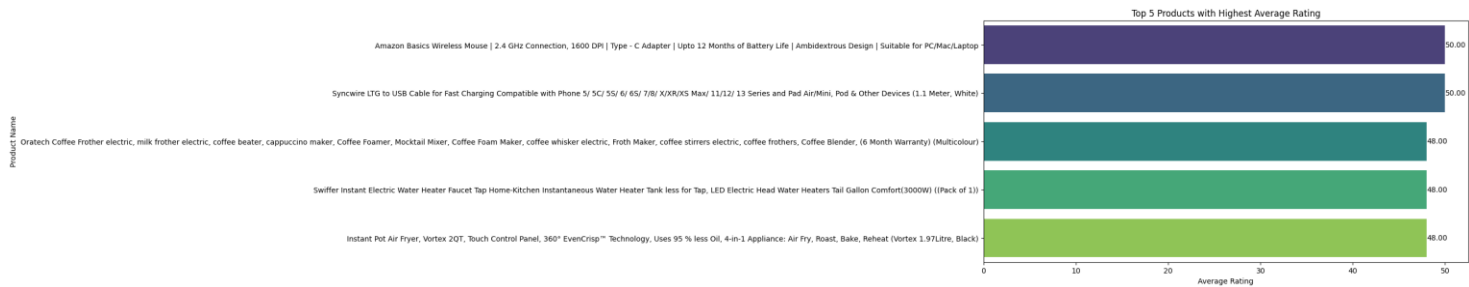 Top 5 Products with Highest Average Rating
Product Name
Amazon Basics Wireless Mouse | 2.4 GHz Connection, 1600 DPI | Type - C Adapter | Upto 12 Months of Battery Life | Ambidextrous Design | Suitable for PC/Mac/Laptop
50.00
Syncwire LTG to USB Cable for Fast Charging Compatible with Phone 5/ 5C/ 5S/ 6/ 6S/ 7/8/ X/XR/XS Max/ 11/12/ 13 Series and Pad Air/Mini, Pod & Other Devices (1.1 Meter, White)
50.00
Oratech Coffee Frother electric, milk frother electric, coffee beater, cappuccino maker, Coffee Foamer, Mocktail Mixer, Coffee Foam Maker, coffee whisker electric, Froth Maker, coffee stirrers electric, coffee frothers, Coffee Blender, (6 Month Warranty) (Multicolour)
48.00
Swiffer Instant Electric Water Heater Faucet Tap Home-Kitchen Instantaneous Water Heater Tank less for Tap, LED Electric Head Water Heaters Tail Gallon Comfort(3000W) ((Pack of 1))
48.00
Instant Pot Air Fryer, Vortex 2QT, Touch Control Panel, 360° EvenCrisp™ Technology, Uses 95 % less Oil, 4-in-1 Appliance: Air Fry, Roast, Bake, Reheat (Vortex 1.97Litre, Black)
48.00
0 10 20 30 40 50
Average Rating